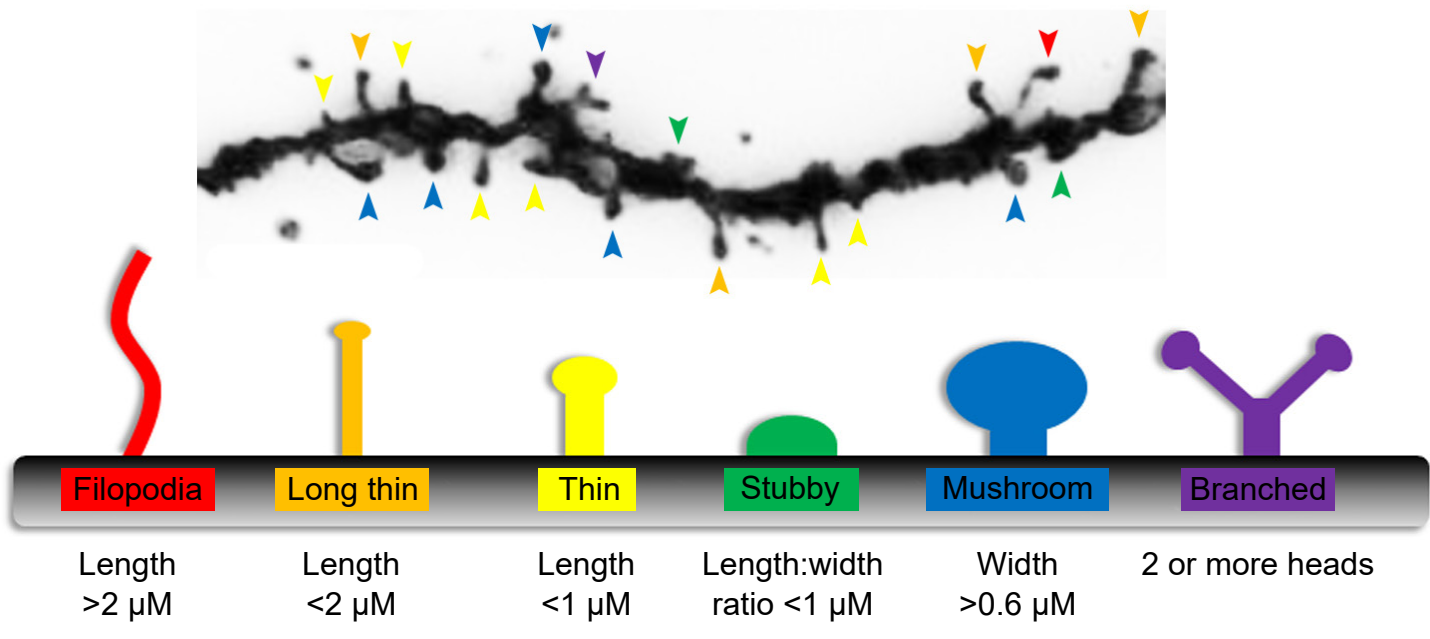 Filopodia
Long thin
Thin
Stubby
Mushroom
Branched
Length
>2 µM
Length
<2 µM
Length
<1 µM
Length:width
ratio <1 µM
Width
>0.6 µM
2 or more heads